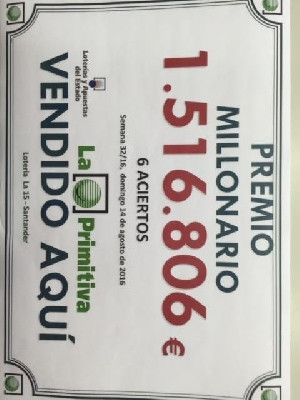 PREMIO
MILLONARIO
1.516.806 €
6 ACIERTOS
Semana 32/16, domingo 14 de agosto de 2016
Loterías y Apuestas
del Estado
La Primitiva
VENDIDO AQUÍ
Lotería La 15 - Santander